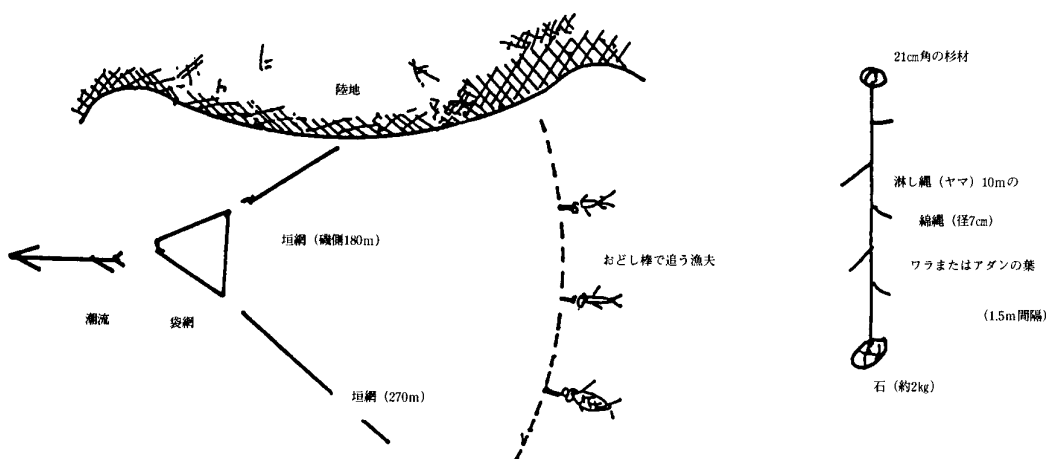 陸地
垣網（磯側180m）
潮流
袋網
垣網（270m）
おどし棒で追う漁夫
21cm角の杉材
淋し縄（ヤマ）10mの
綿縄（径7cm）
ワラまたはアダンの葉
（1.5m間隔）
石（約2kg）